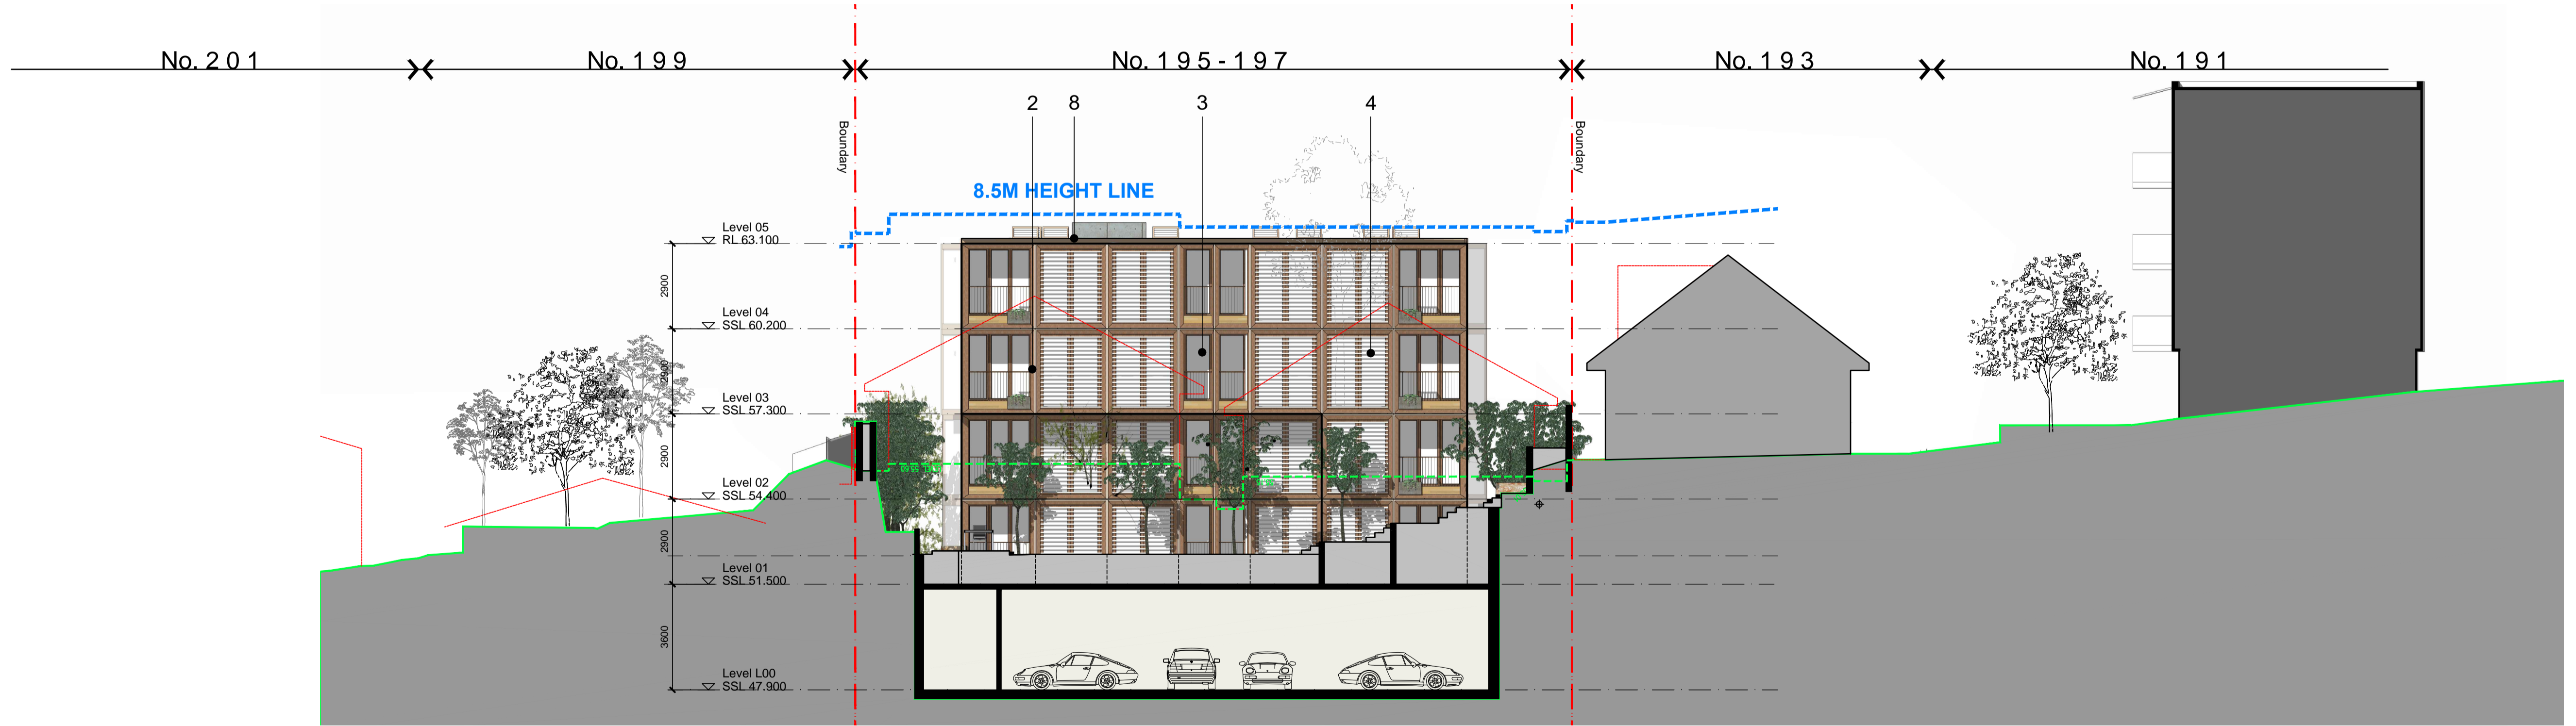 No. 2 0 1
No. 1 9 9
No. 1 9 5 - 1 9 7
No. 1 9 3
No. 1 9 1
2
8
3
4
Boundary
Boundary
8.5M HEIGHT LINE
Level 05
RL 63.100
2900
Level 04
SSL 60.200
2900
Level 03
SSL 57.300
2900
Level 02
SSL 54.400
2900
Level 01
SSL 51.500
3600
Level L00
SSL 47.900